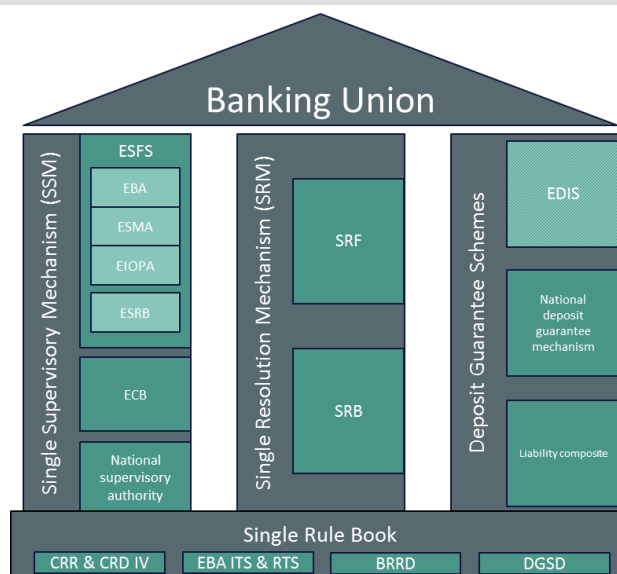 Banking Union
Single Supervisory Mechanism (SSM)
ESFS
EBA
ESMA
EIOPA
ESRB
ECB
National
supervisory
authority
Single Resolution Mechanism (SRM)
SRF
SRB
Deposit Guarantee Schemes
EDIS
National
deposit
guarantee
mechanism
Liability composite
Single Rule Book
CRR & CRD IV
EBA ITS & RTS
BRRD
DGSD